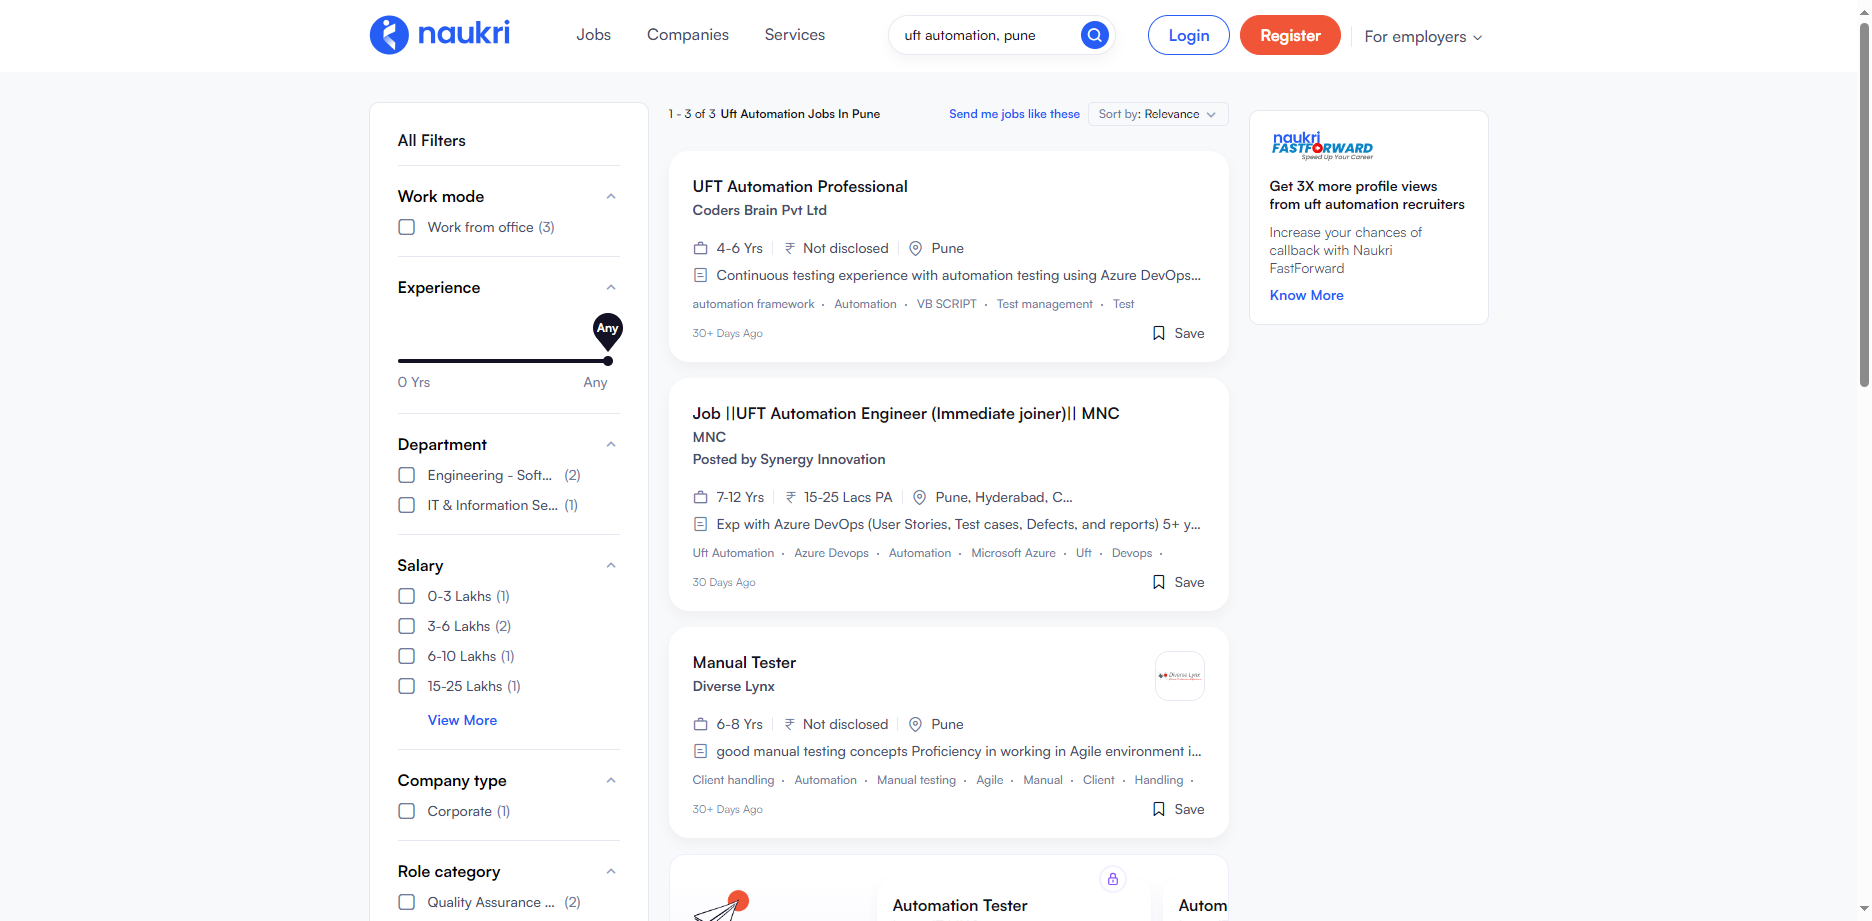 naukri
Jobs
Companies
Services
uft automation, pune
Login
Register
For employers
All Filters
Work mode
Work from office (3)
Experience
Any
0 Yrs
Any
Department
Engineering - Soft... (2)
IT & Information Se... (1)
Salary
0-3 Lakhs (1)
3-6 Lakhs (2)
6-10 Lakhs (1)
15-25 Lakhs (1)
View More
Company type
Corporate (1)
Role category
Quality Assurance ... (2)
1 - 3 of 3 Uft Automation Jobs In Pune
Send me jobs like these
Sort by: Relevance
UFT Automation Professional
Coders Brain Pvt Ltd
4-6 Yrs
₹ Not disclosed
Pune
Continuous testing experience with automation testing using Azure DevOps...
automation framework · Automation · VB SCRIPT · Test management · Test
30+ Days Ago
Save
Job ||UFT Automation Engineer (Immediate joiner)|| MNC
MNC
Posted by Synergy Innovation
7-12 Yrs
₹ 15-25 Lacs PA
Pune, Hyderabad, C...
Exp with Azure DevOps (User Stories, Test cases, Defects, and reports) 5+ y...
Uft Automation · Azure Devops · Automation · Microsoft Azure · Uft · Devops ·
30 Days Ago
Save
Manual Tester
Diverse Lynx
Diverse Lynx
6-8 Yrs
₹ Not disclosed
Pune
good manual testing concepts Proficiency in working in Agile environment i...
Client handling · Automation · Manual testing · Agile · Manual · Client · Handling ·
30+ Days Ago
Save
Automation Tester
Autom
naukri
FASTFORWARD
Speed Up Your Career
Get 3X more profile views
from uft automation recruiters
Increase your chances of
callback with Naukri
FastForward
Know More